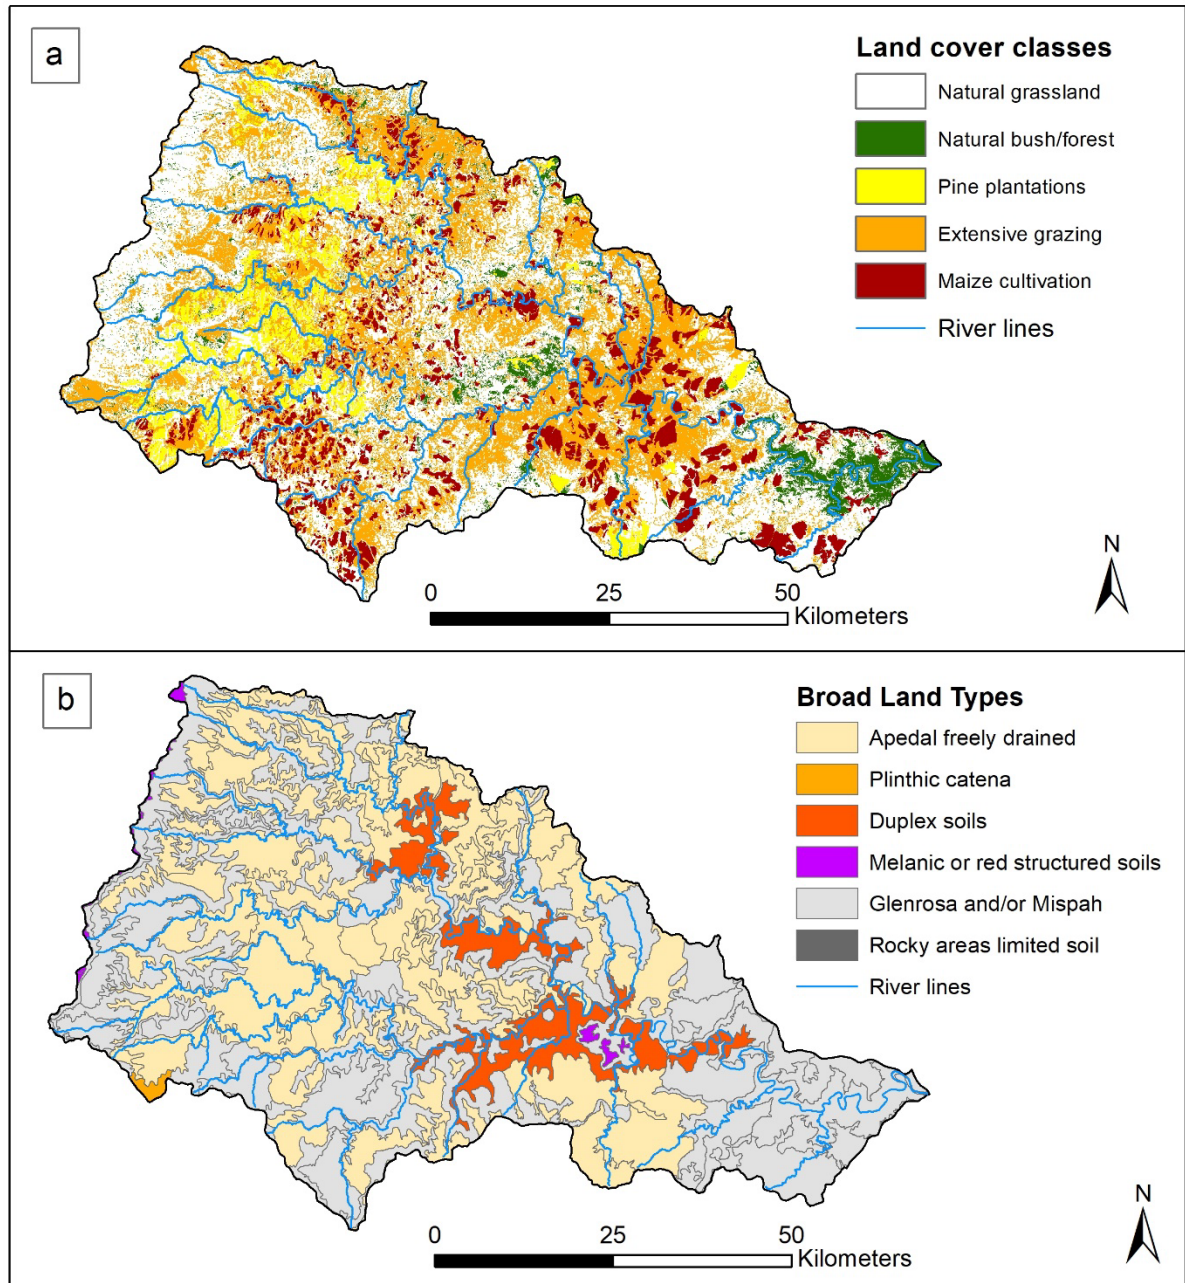 a
Land cover classes
Natural grassland
Natural bush/forest
Pine plantations
Extensive grazing
Maize cultivation
River lines
N
0 25 50
Kilometers
b
Broad Land Types
Apedal freely drained
Plinthic catena
Duplex soils
Melanic or red structured soils
Glenrosa and/or Mispah
Rocky areas limited soil
River lines
N
0 25 50
Kilometers